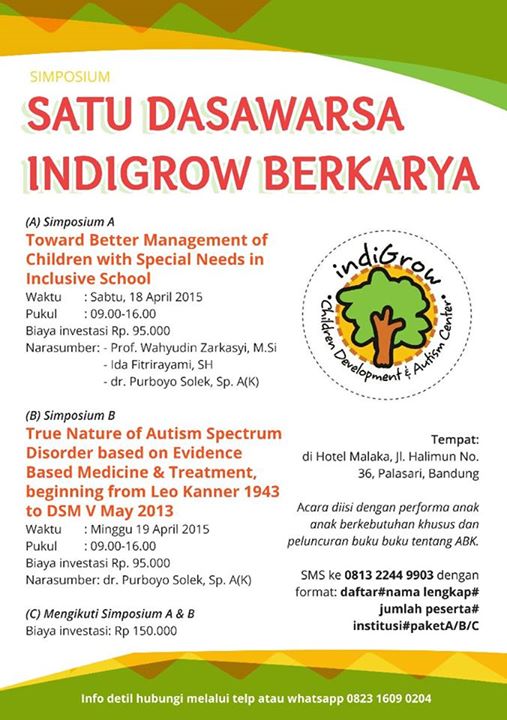 SIMPOSIUM
SATU DASAWARSA
INDIGROW BERKARYA
(A) Simposium A
Toward Better Management of
Children with Special Needs in
Inclusive School
Waktu : Sabtu, 18 April 2015
Pukul : 09.00-16.00
Biaya investasi Rp. 95.000
Narasumber: - Prof. Wahyudin Zarkasyi, M.Si
- Ida Fitrirayami, SH
- dr. Purboyo Solek, Sp. A(K)
(B) Simposium B
True Nature of Autism Spectrum
Disorder based on Evidence
Based Medicine & Treatment,
beginning from Leo Kanner 1943
to DSM V May 2013
Waktu : Minggu 19 April 2015
Pukul : 09.00-16.00
Biaya investasi Rp. 95.000
Narasumber: dr. Purboyo Solek, Sp. A(K)
(C) Mengikuti Simposium A & B
Biaya investasi: Rp 150.000
indiGrow
• Children Development & Autism Center •
Tempat:
di Hotel Malaka, Jl. Halimun No.
36, Palasari, Bandung
Acara diisi dengan performa anak
anak berkebutuhan khusus dan
peluncuran buku buku tentang ABK.
SMS ke 0813 2244 9903 dengan
format: daftar#nama lengkap#
jumlah peserta#
institusi#paketA/B/C
Info detil hubungi melalui telp atau whatsapp 0823 1609 0204